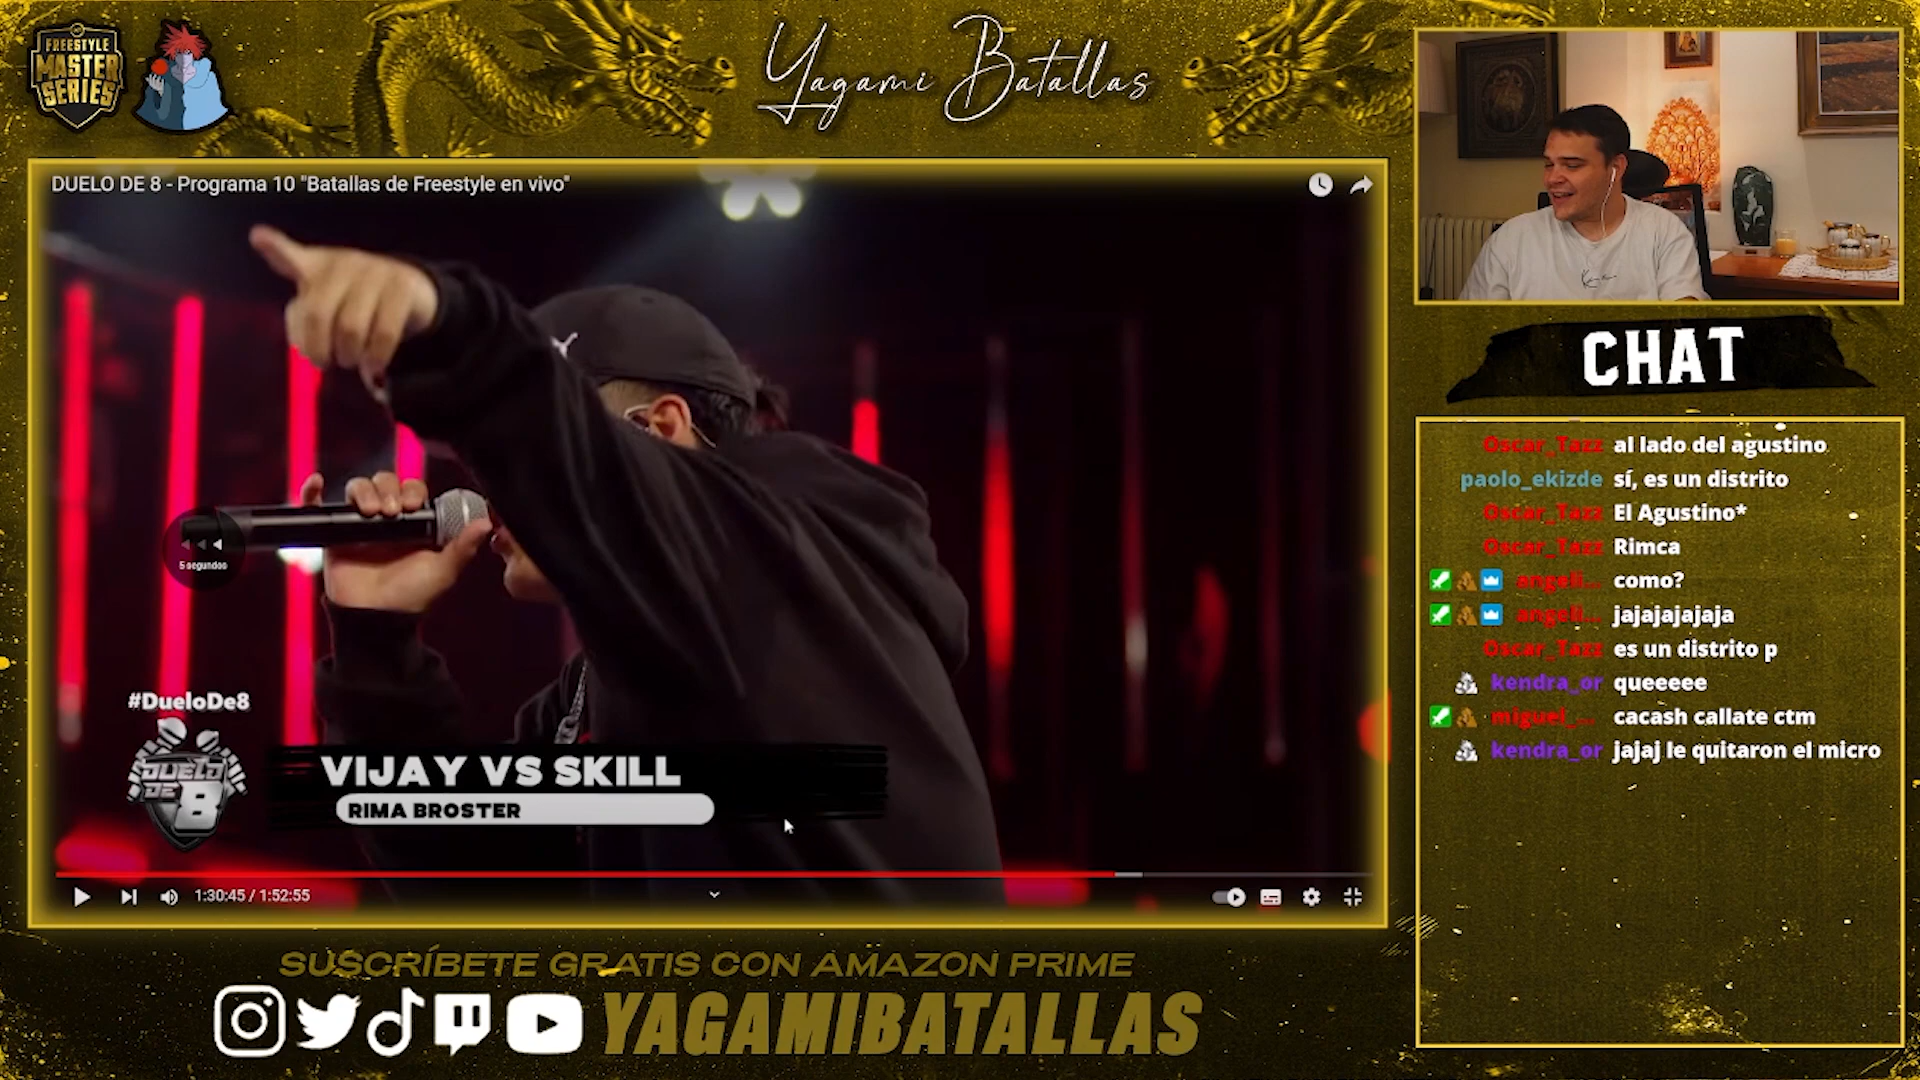 FREESTYLE
MASTER
SERIES
Yagami Batallas
DUELO DE 8 - Programa 10 "Batallas de Freestyle en vivo"
5 segundos
#DueloDe8
DUELO
DE 8
VIJAY VS SKILL
RIMA BROSTER
1:30:45 / 1:52:55
CHAT
Oscar_Tazz al lado del agustino
paolo_ekizde sí, es un distrito
Oscar_Tazz El Agustino*
Oscar_Tazz Rimca
angeli... como?
angeli... jajajajajaja
Oscar_Tazz es un distrito p
kendra_or queeeee
miguel_... cacash callate ctm
kendra_or jajaj le quitaron el micro
SUSCRÍBETE GRATIS CON AMAZON PRIME
YAGAMIBATALLAS